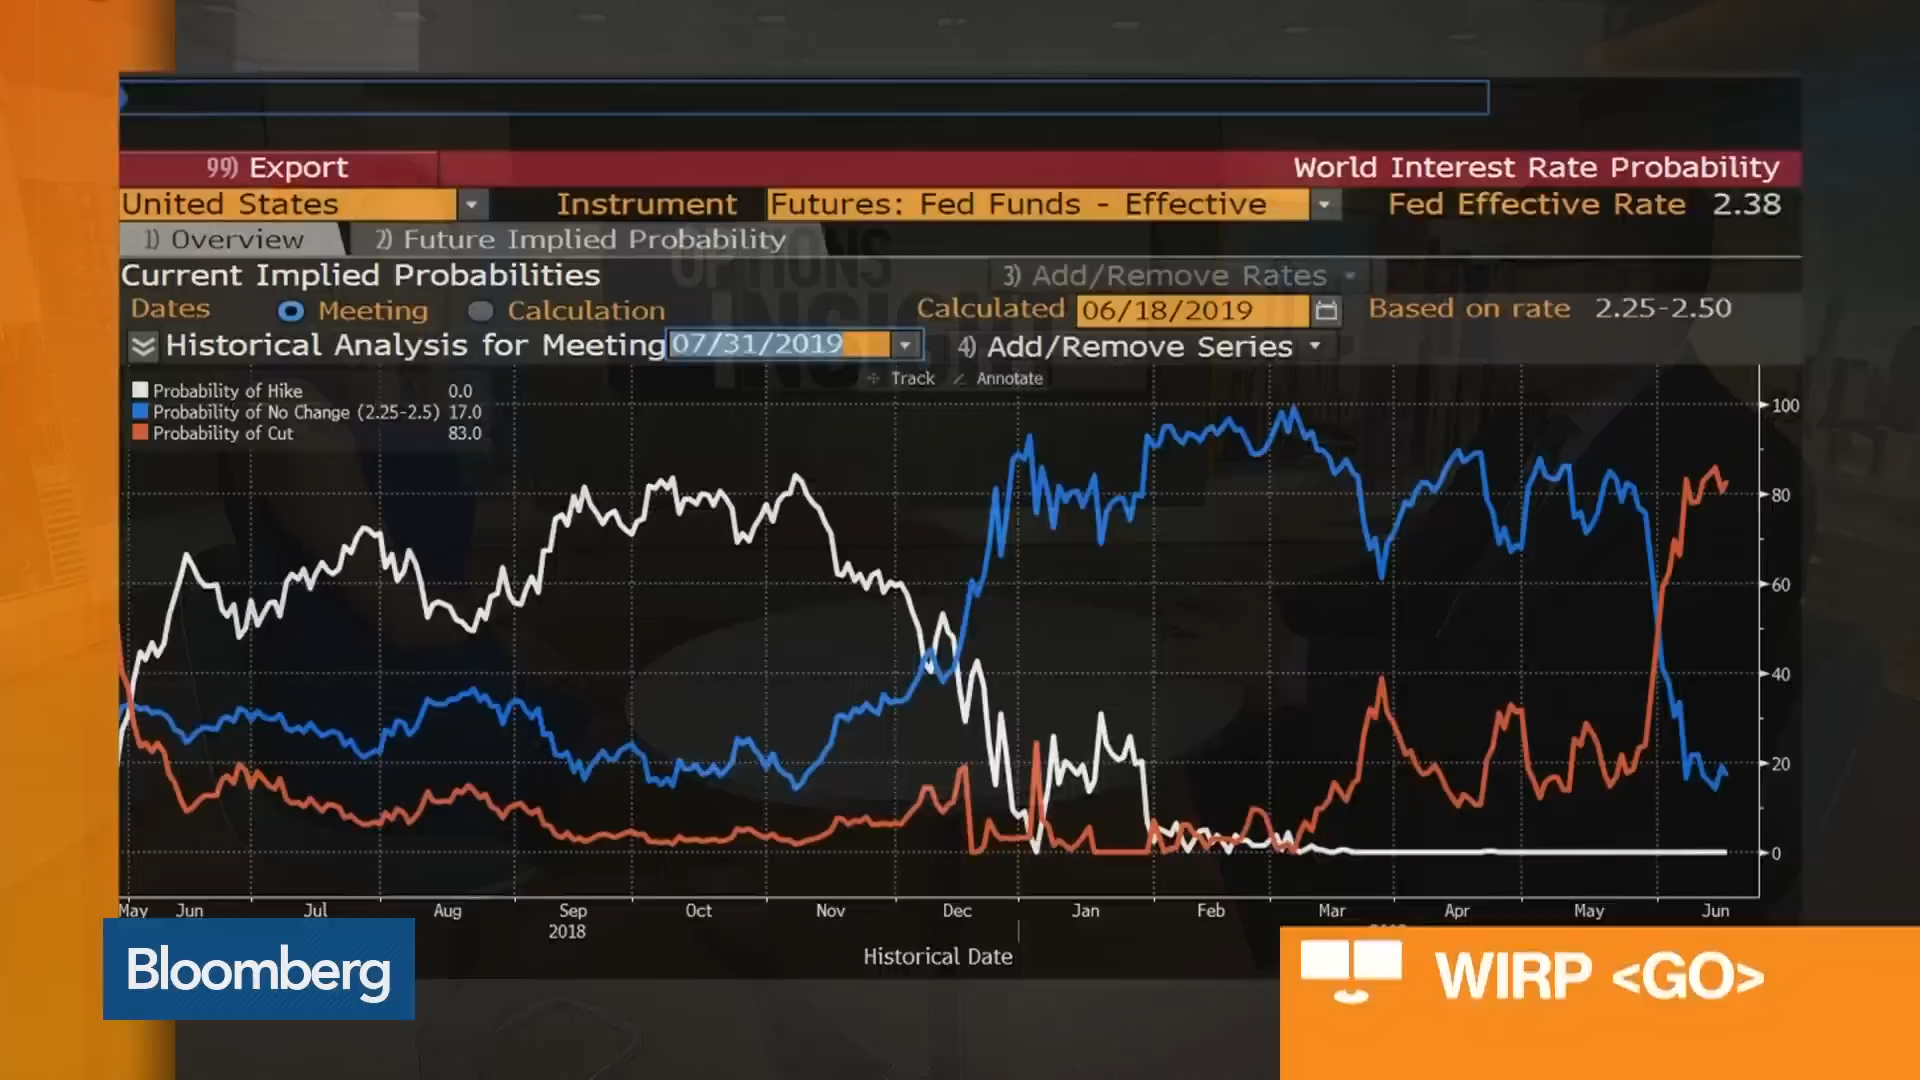 99) Export World Interest Rate Probability
United States Instrument Futures: Fed Funds - Effective Fed Effective Rate 2.38
1) Overview 2) Future Implied Probability
Current Implied Probabilities 3) Add/Remove Rates
Dates Meeting Calculation Calculated 06/18/2019 Based on rate 2.25-2.50
Historical Analysis for Meeting 07/31/2019 4) Add/Remove Series
Track Annotate
Probability of Hike 0.0
Probability of No Change (2.25-2.5) 17.0
Probability of Cut 83.0
100
80
60
40
20
0
May Jun Jul Aug Sep Oct Nov Dec Jan Feb Mar Apr May Jun
2018
Historical Date
OPTIONS
INSIGHT
Bloomberg
WIRP <GO>